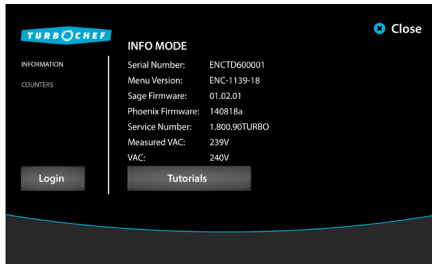 TURBOCHEF
Close
INFO MODE
INFORMATION
COUNTERS
Serial Number: ENCTD600001
Menu Version: ENC-1139-18
Sage Firmware: 01.02.01
Phoenix Firmware: 140818a
Service Number: 1.800.90TURBO
Measured VAC: 239V
VAC: 240V
Login
Tutorials